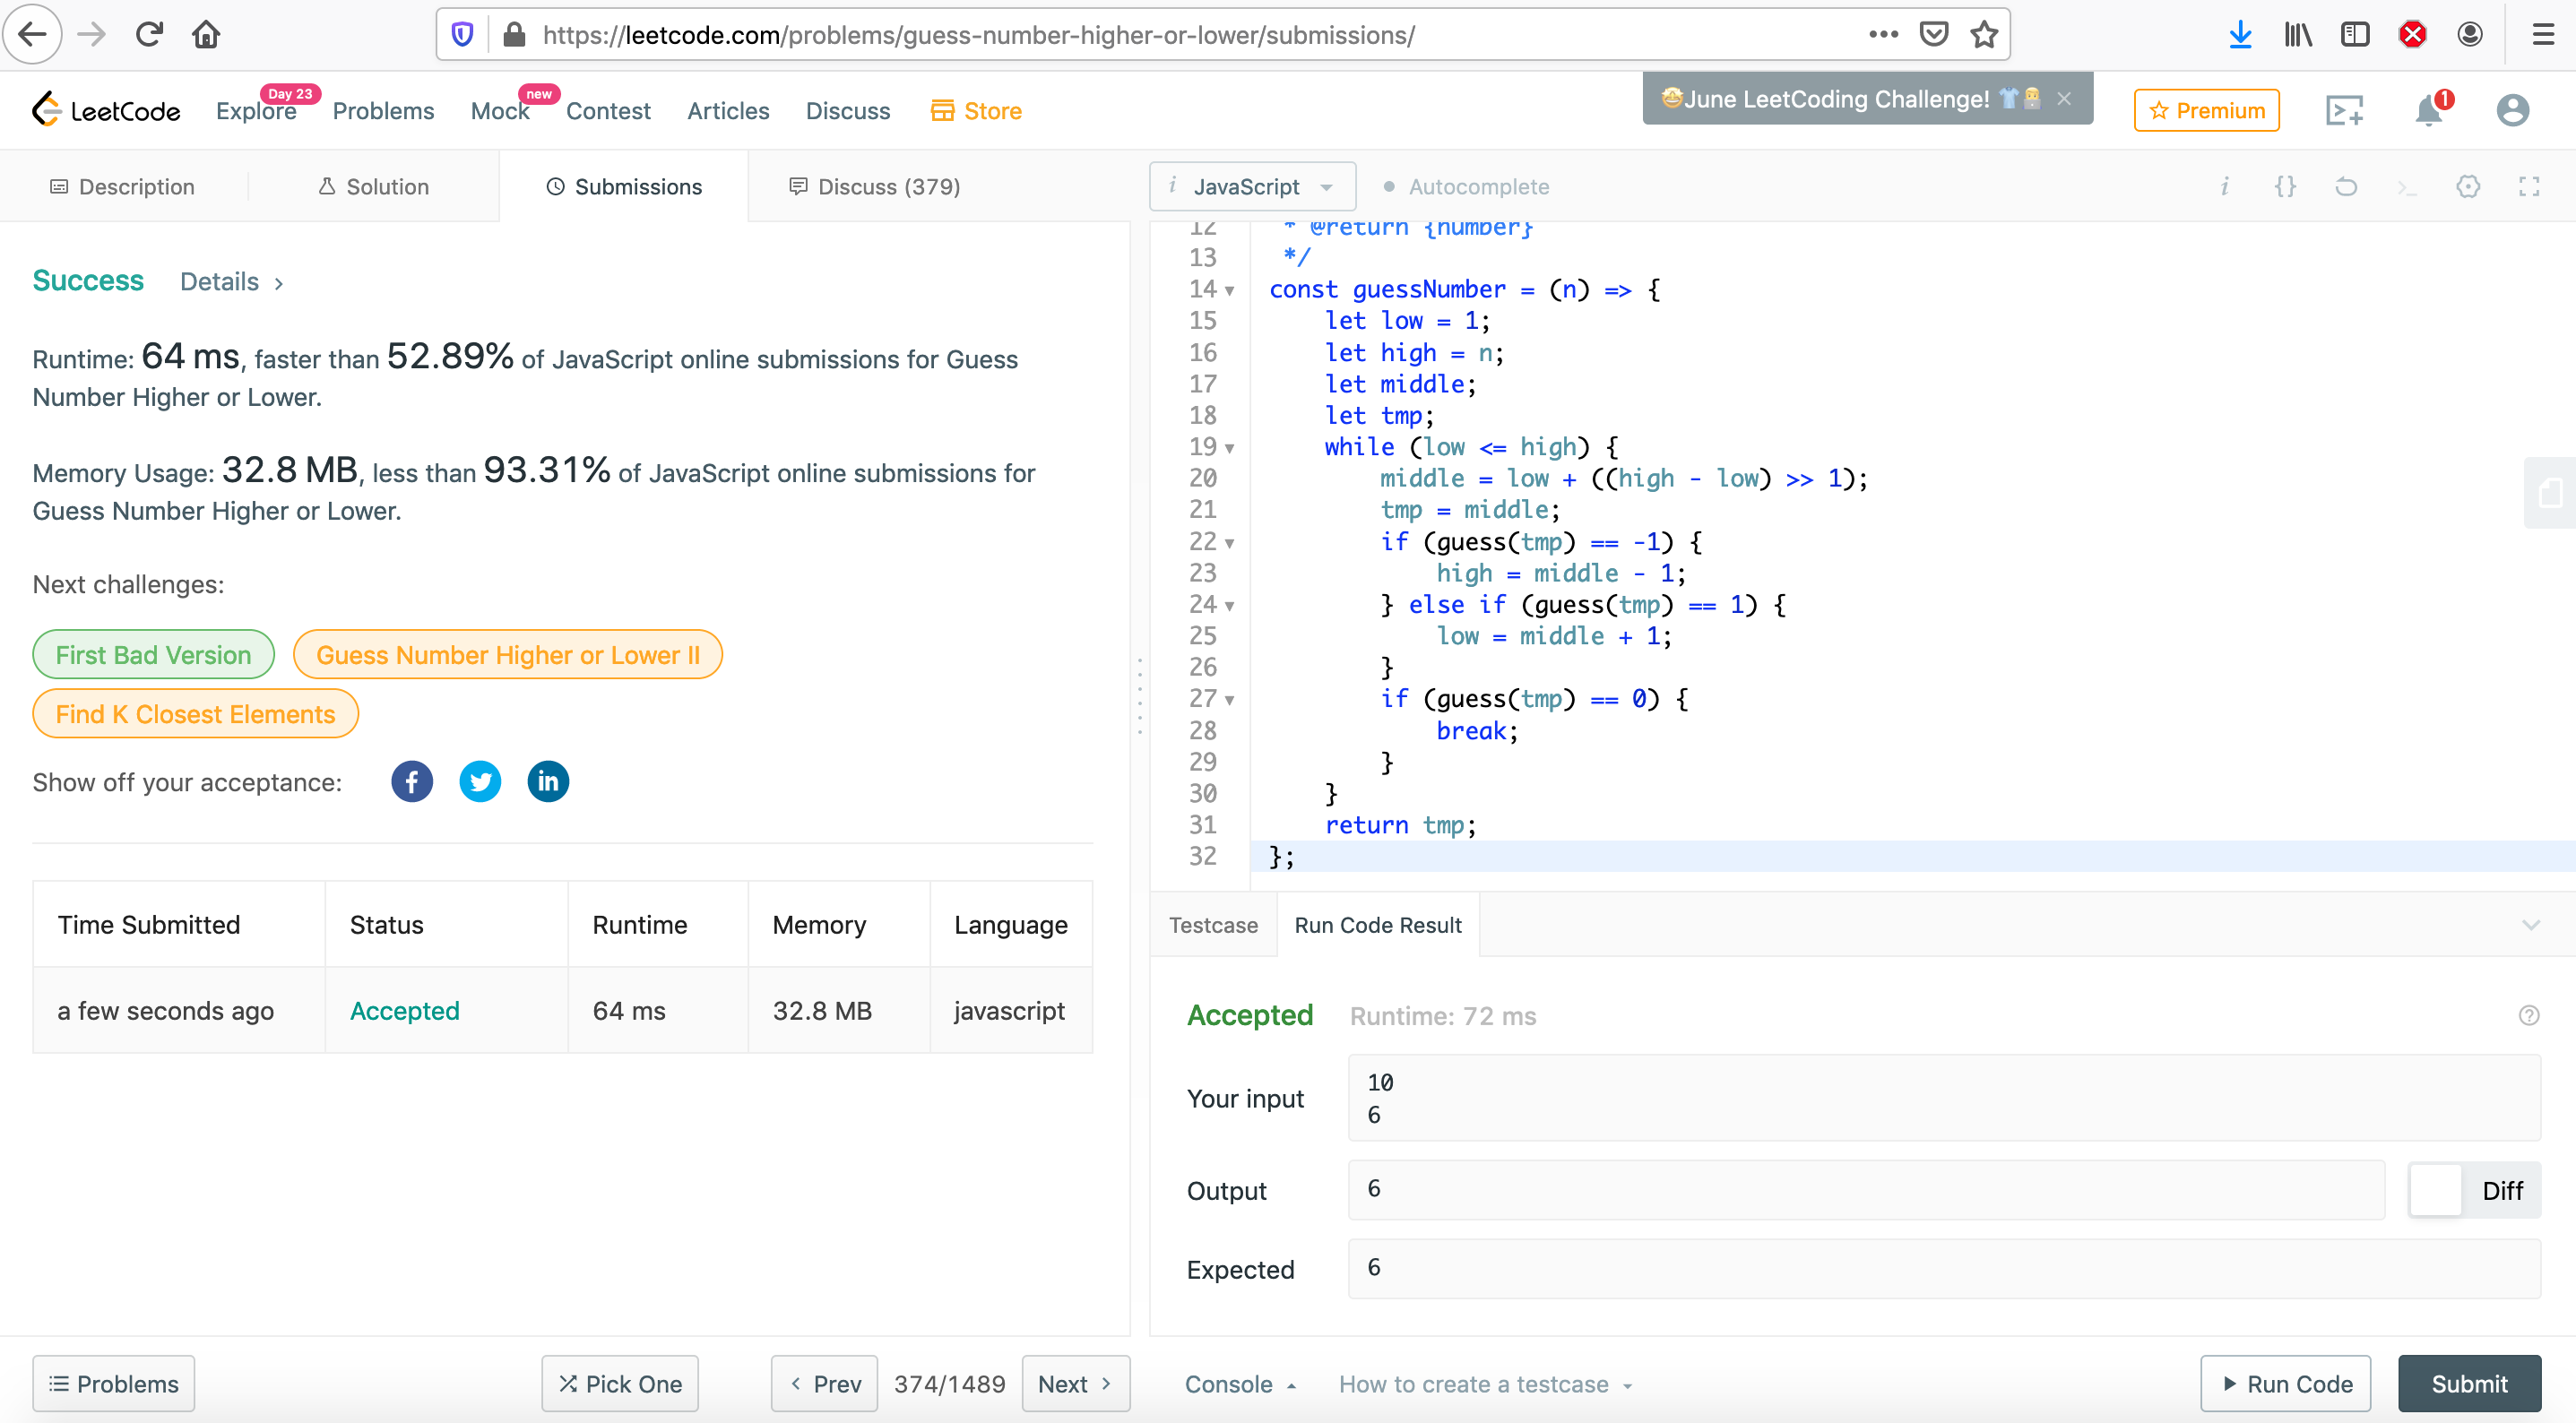 https://leetcode.com/problems/guess-number-higher-or-lower/submissions/
LeetCode
Explore
Day 23
Problems
Mock
new
Contest
Articles
Discuss
Store
🤩June LeetCoding Challenge! 👕 ×
Premium
1
Description
Solution
Submissions
Discuss (379)
i JavaScript
Autocomplete
i {} >_
Success Details >
Runtime: 64 ms, faster than 52.89% of JavaScript online submissions for Guess
Number Higher or Lower.
Memory Usage: 32.8 MB, less than 93.31% of JavaScript online submissions for
Guess Number Higher or Lower.
Next challenges:
First Bad Version
Guess Number Higher or Lower II
Find K Closest Elements
Show off your acceptance: f in
Time Submitted Status Runtime Memory Language
a few seconds ago Accepted 64 ms 32.8 MB javascript
12 * @return {number}
13 */
14 const guessNumber = (n) => {
15 let low = 1;
16 let high = n;
17 let middle;
18 let tmp;
19 while (low <= high) {
20 middle = low + ((high - low) >> 1);
21 tmp = middle;
22 if (guess(tmp) == -1) {
23 high = middle - 1;
24 } else if (guess(tmp) == 1) {
25 low = middle + 1;
26 }
27 if (guess(tmp) == 0) {
28 break;
29 }
30 }
31 return tmp;
32 };
Testcase
Run Code Result
Accepted Runtime: 72 ms
?
Your input
10
6
Output
6
Diff
Expected
6
Problems
Pick One
< Prev
374/1489
Next >
Console
How to create a testcase
Run Code
Submit